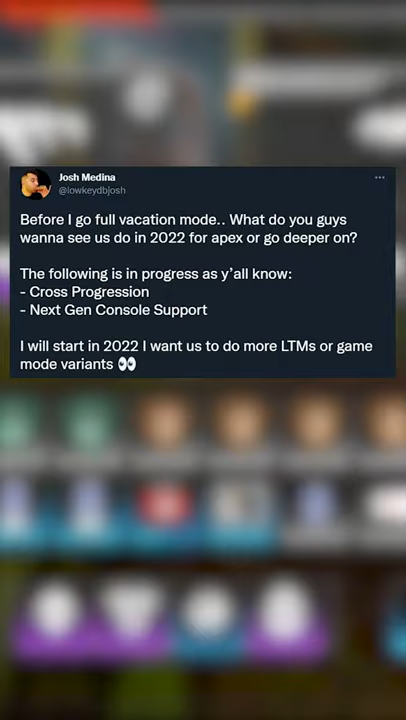 Josh Medina
@lowkeydbjosh
Before I go full vacation mode.. What do you guys
wanna see us do in 2022 for apex or go deeper on?
The following is in progress as y'all know:
- Cross Progression
- Next Gen Console Support
I will start in 2022 I want us to do more LTMs or game
mode variants 👀